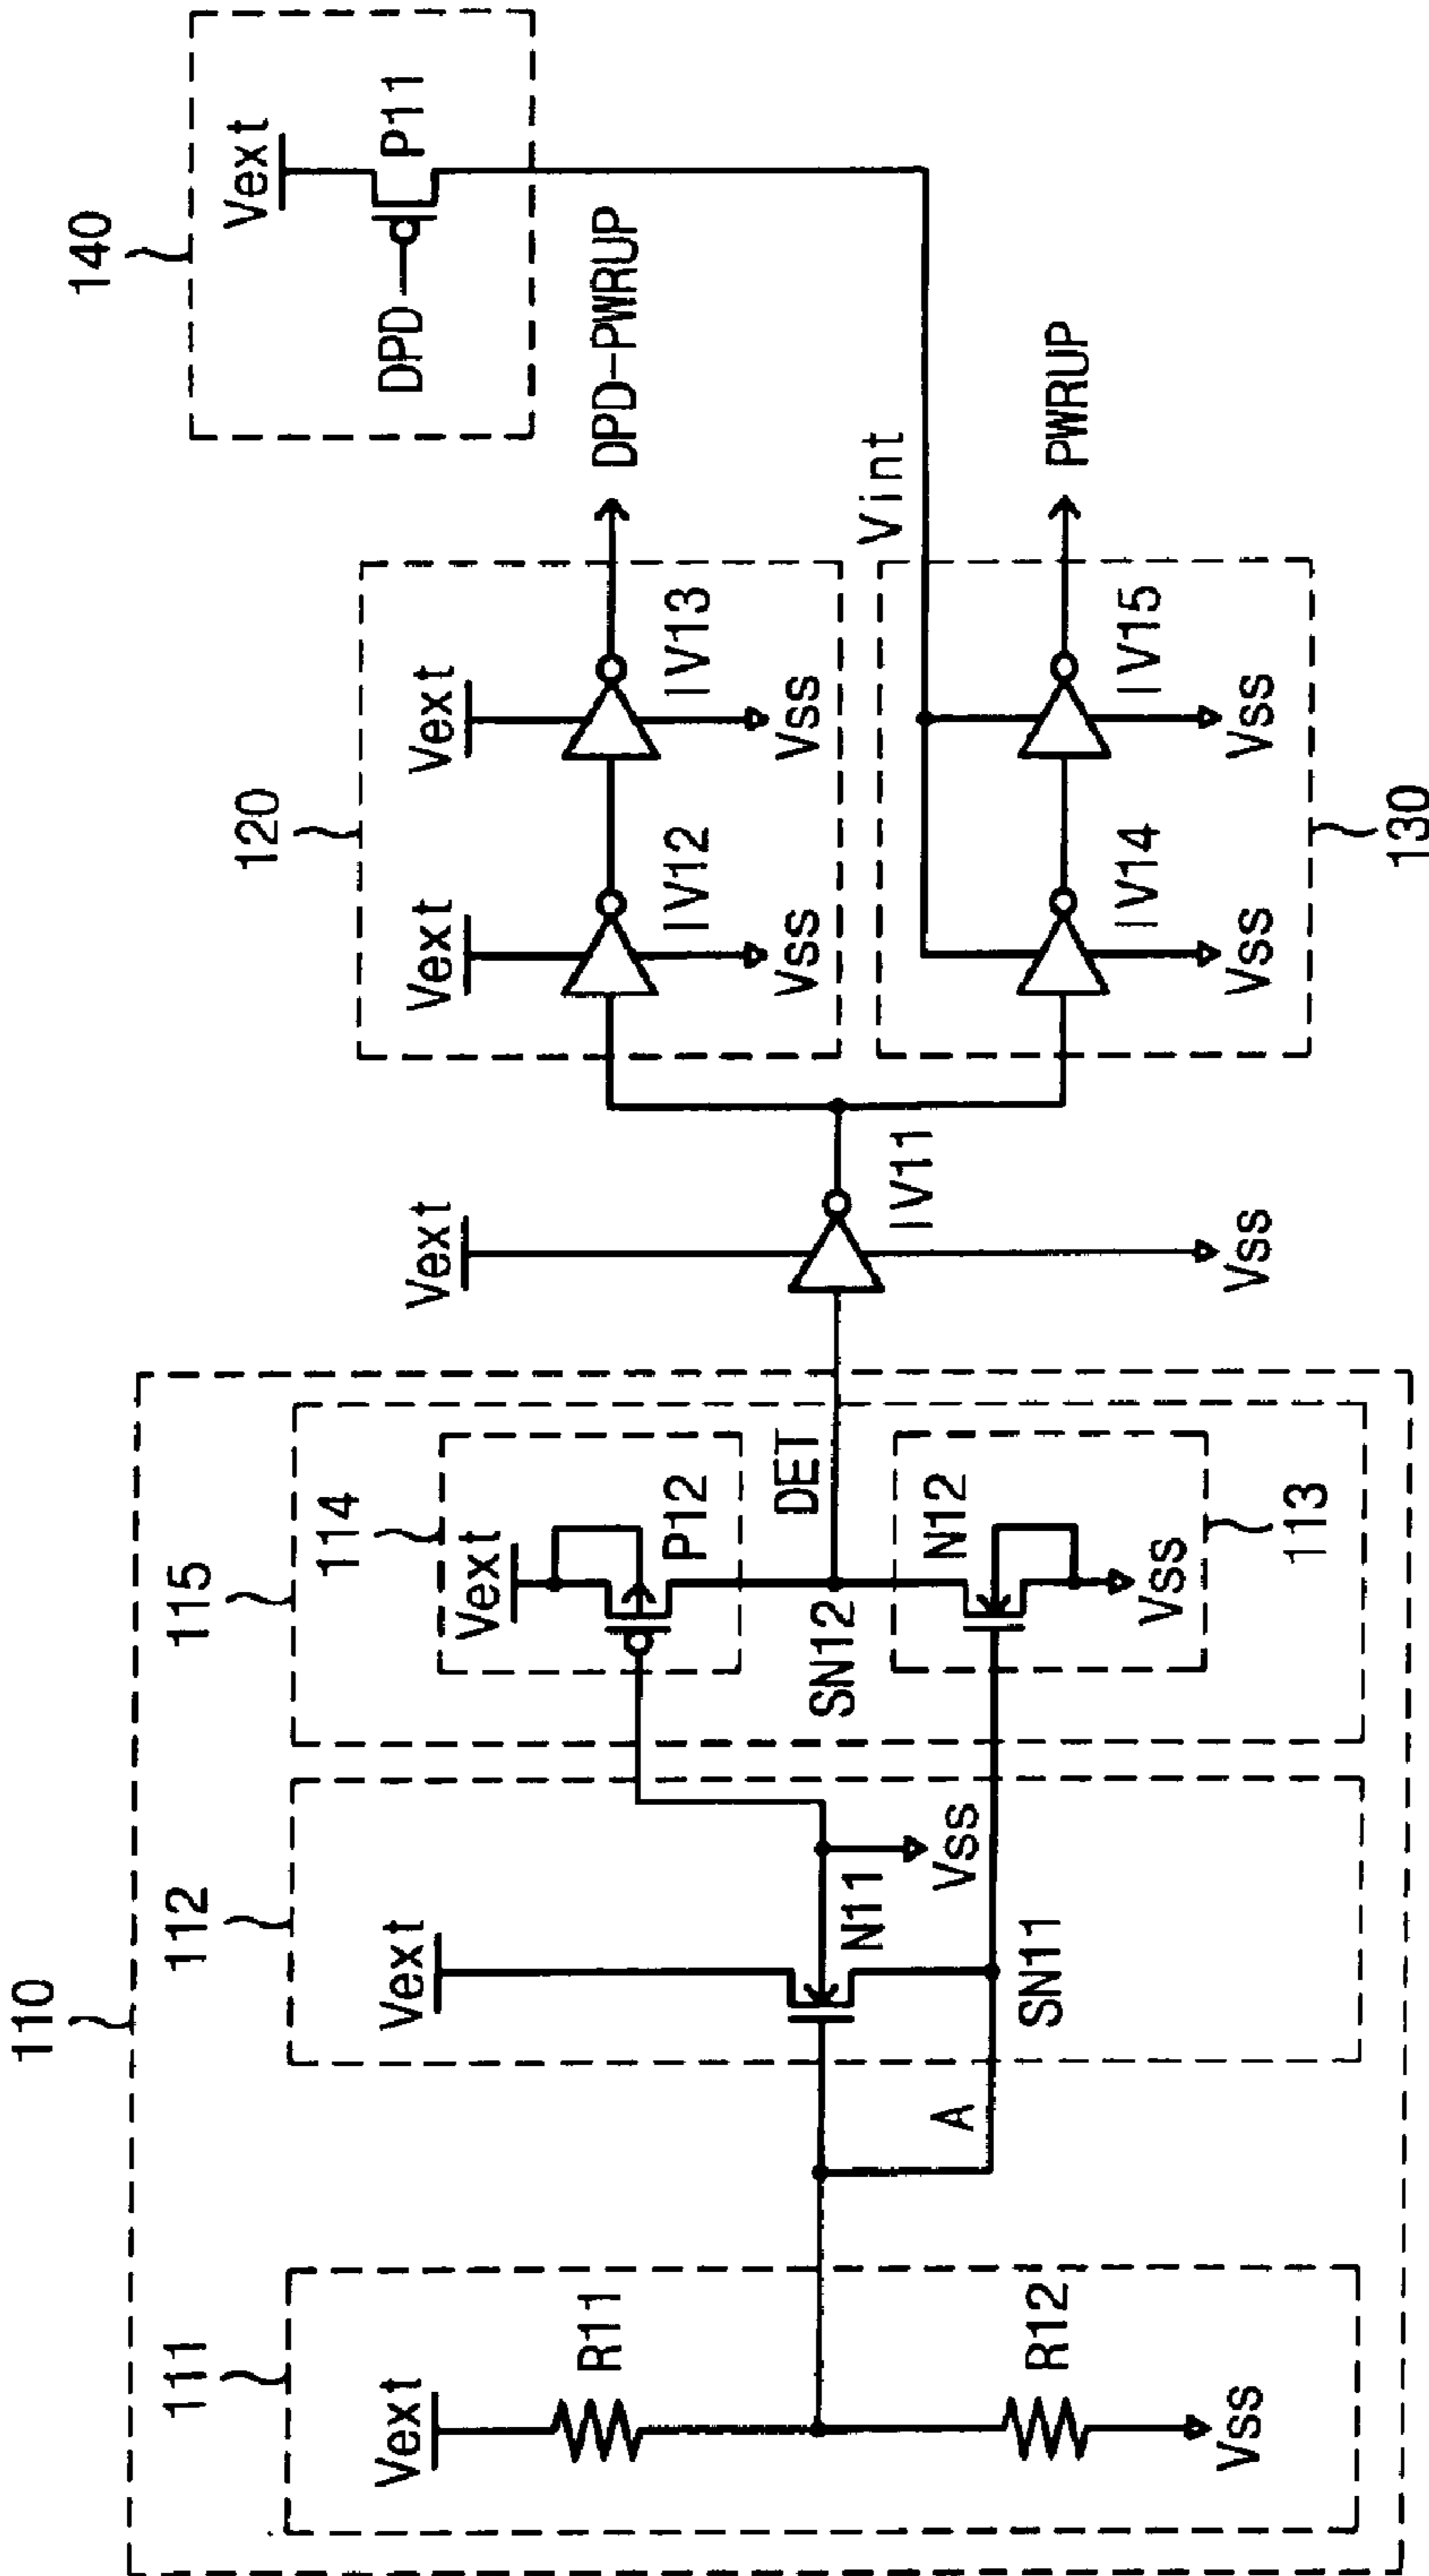 110
111
Vext
R11
R12
Vss
112
Vext
N11
Vss
A
SN11
115
114
Vext
P12
DET
SN12
N12
Vss
113
Vext
IV11
Vss
120
Vext
IV12
Vss
Vext
IV13
Vss
DPD-PWRUP
Vint
IV14
Vss
IV15
Vss
PWRUP
130
140
Vext
P11
DPD